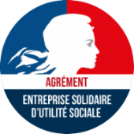 AGRÉMENT
ENTREPRISE SOLIDAIRE
D'UTILITÉ SOCIALE